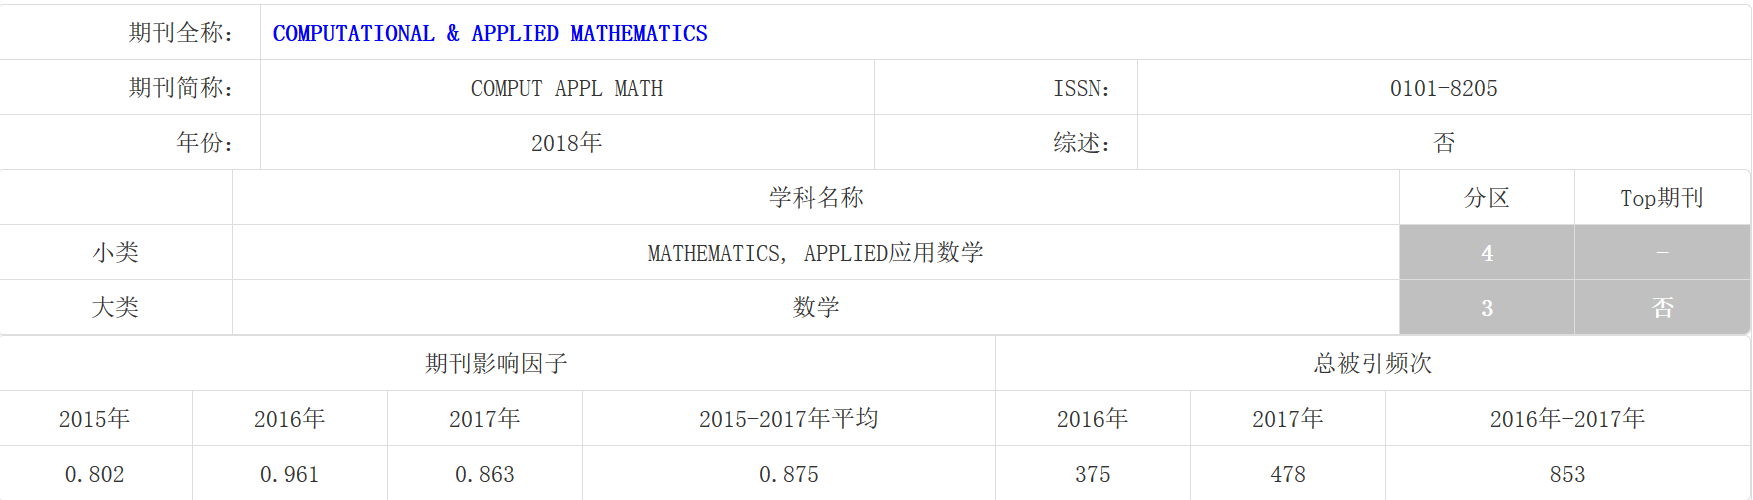 期刊全称： COMPUTATIONAL & APPLIED MATHEMATICS
期刊简称： COMPUT APPL MATH ISSN： 0101-8205
年份： 2018年 综述： 否
学科名称 分区 Top期刊
小类 MATHEMATICS, APPLIED应用数学 4 -
大类 数学 3 否
期刊影响因子 总被引频次
2015年 2016年 2017年 2015-2017年平均 2016年 2017年 2016年-2017年
0.802 0.961 0.863 0.875 375 478 853